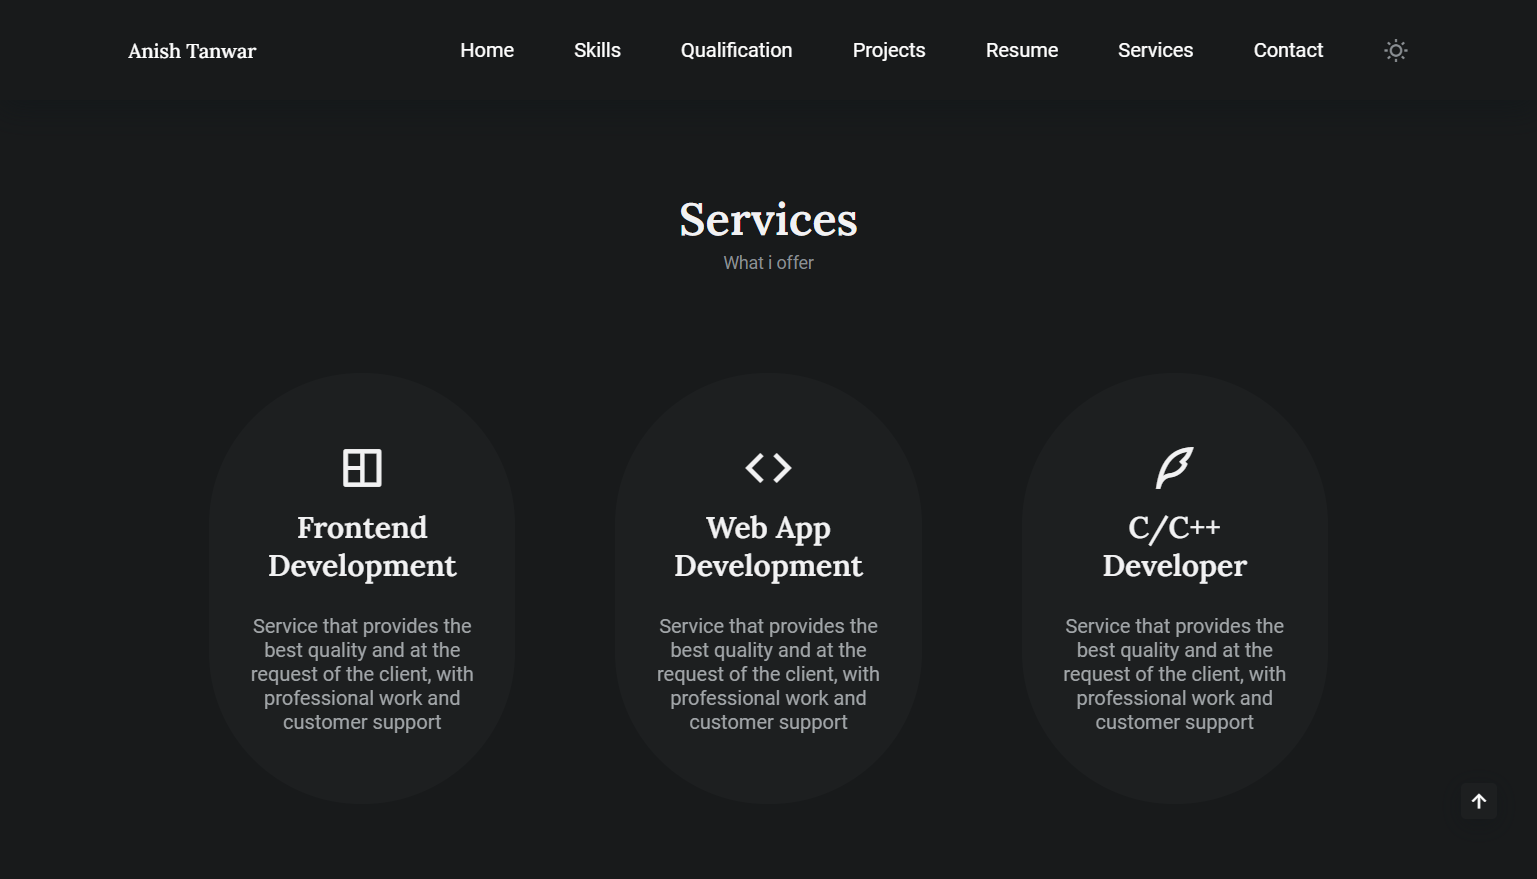 Anish Tanwar
Home Skills Qualification Projects Resume Services Contact
Services
What i offer
Frontend
Development
Service that provides the
best quality and at the
request of the client, with
professional work and
customer support
Web App
Development
Service that provides the
best quality and at the
request of the client, with
professional work and
customer support
C/C++
Developer
Service that provides the
best quality and at the
request of the client, with
professional work and
customer support